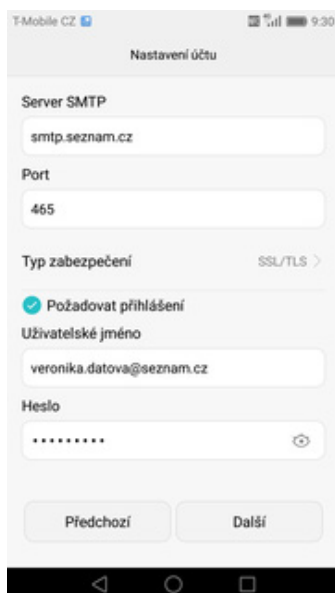 T-Mobile CZ 9:30
Nastavení účtu
Server SMTP
smtp.seznam.cz
Port
465
Typ zabezpečení SSL/TLS
Požadovat přihlášení
Uživatelské jméno
veronika.datova@seznam.cz
Heslo
•••••••••
Předchozí Další